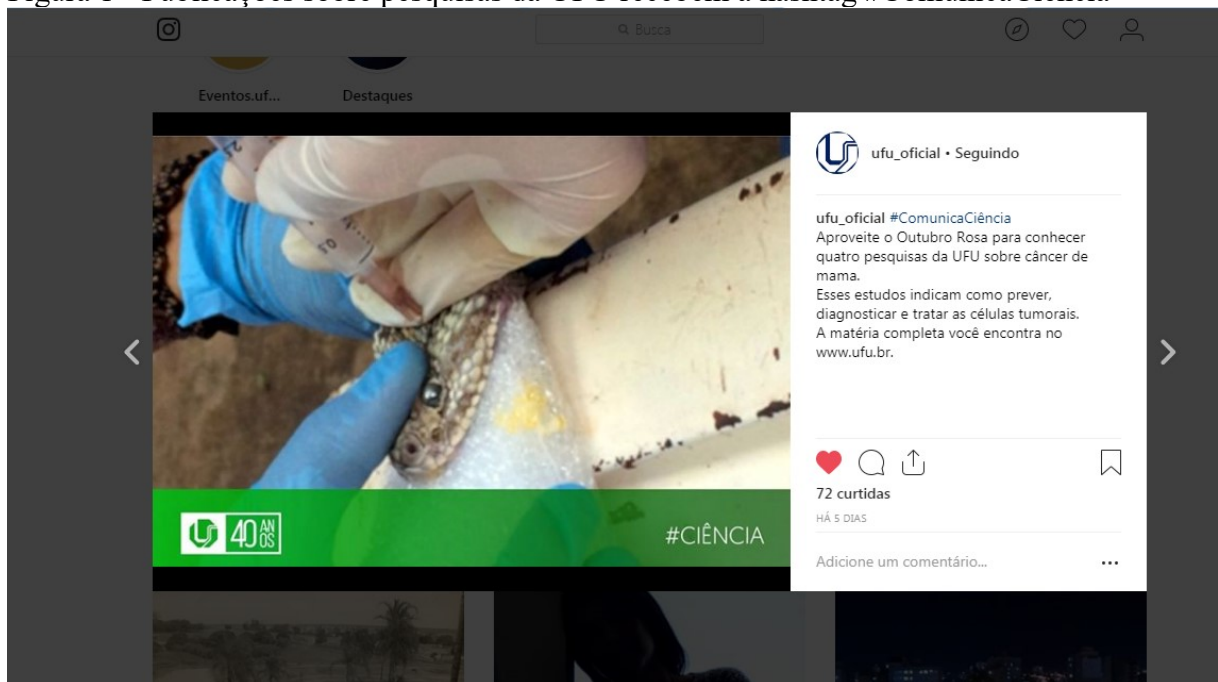 Busca
Eventos.uf...
Destaques
ufu_oficial • Seguindo
ufu_oficial #ComunicaCiência
Aproveite o Outubro Rosa para conhecer
quatro pesquisas da UFU sobre câncer de
mama.
Esses estudos indicam como prever,
diagnosticar e tratar as células tumorais.
A matéria completa você encontra no
www.ufu.br.
40 AN
OS
#CIÊNCIA
72 curtidas
HÁ 5 DIAS
Adicione um comentário...